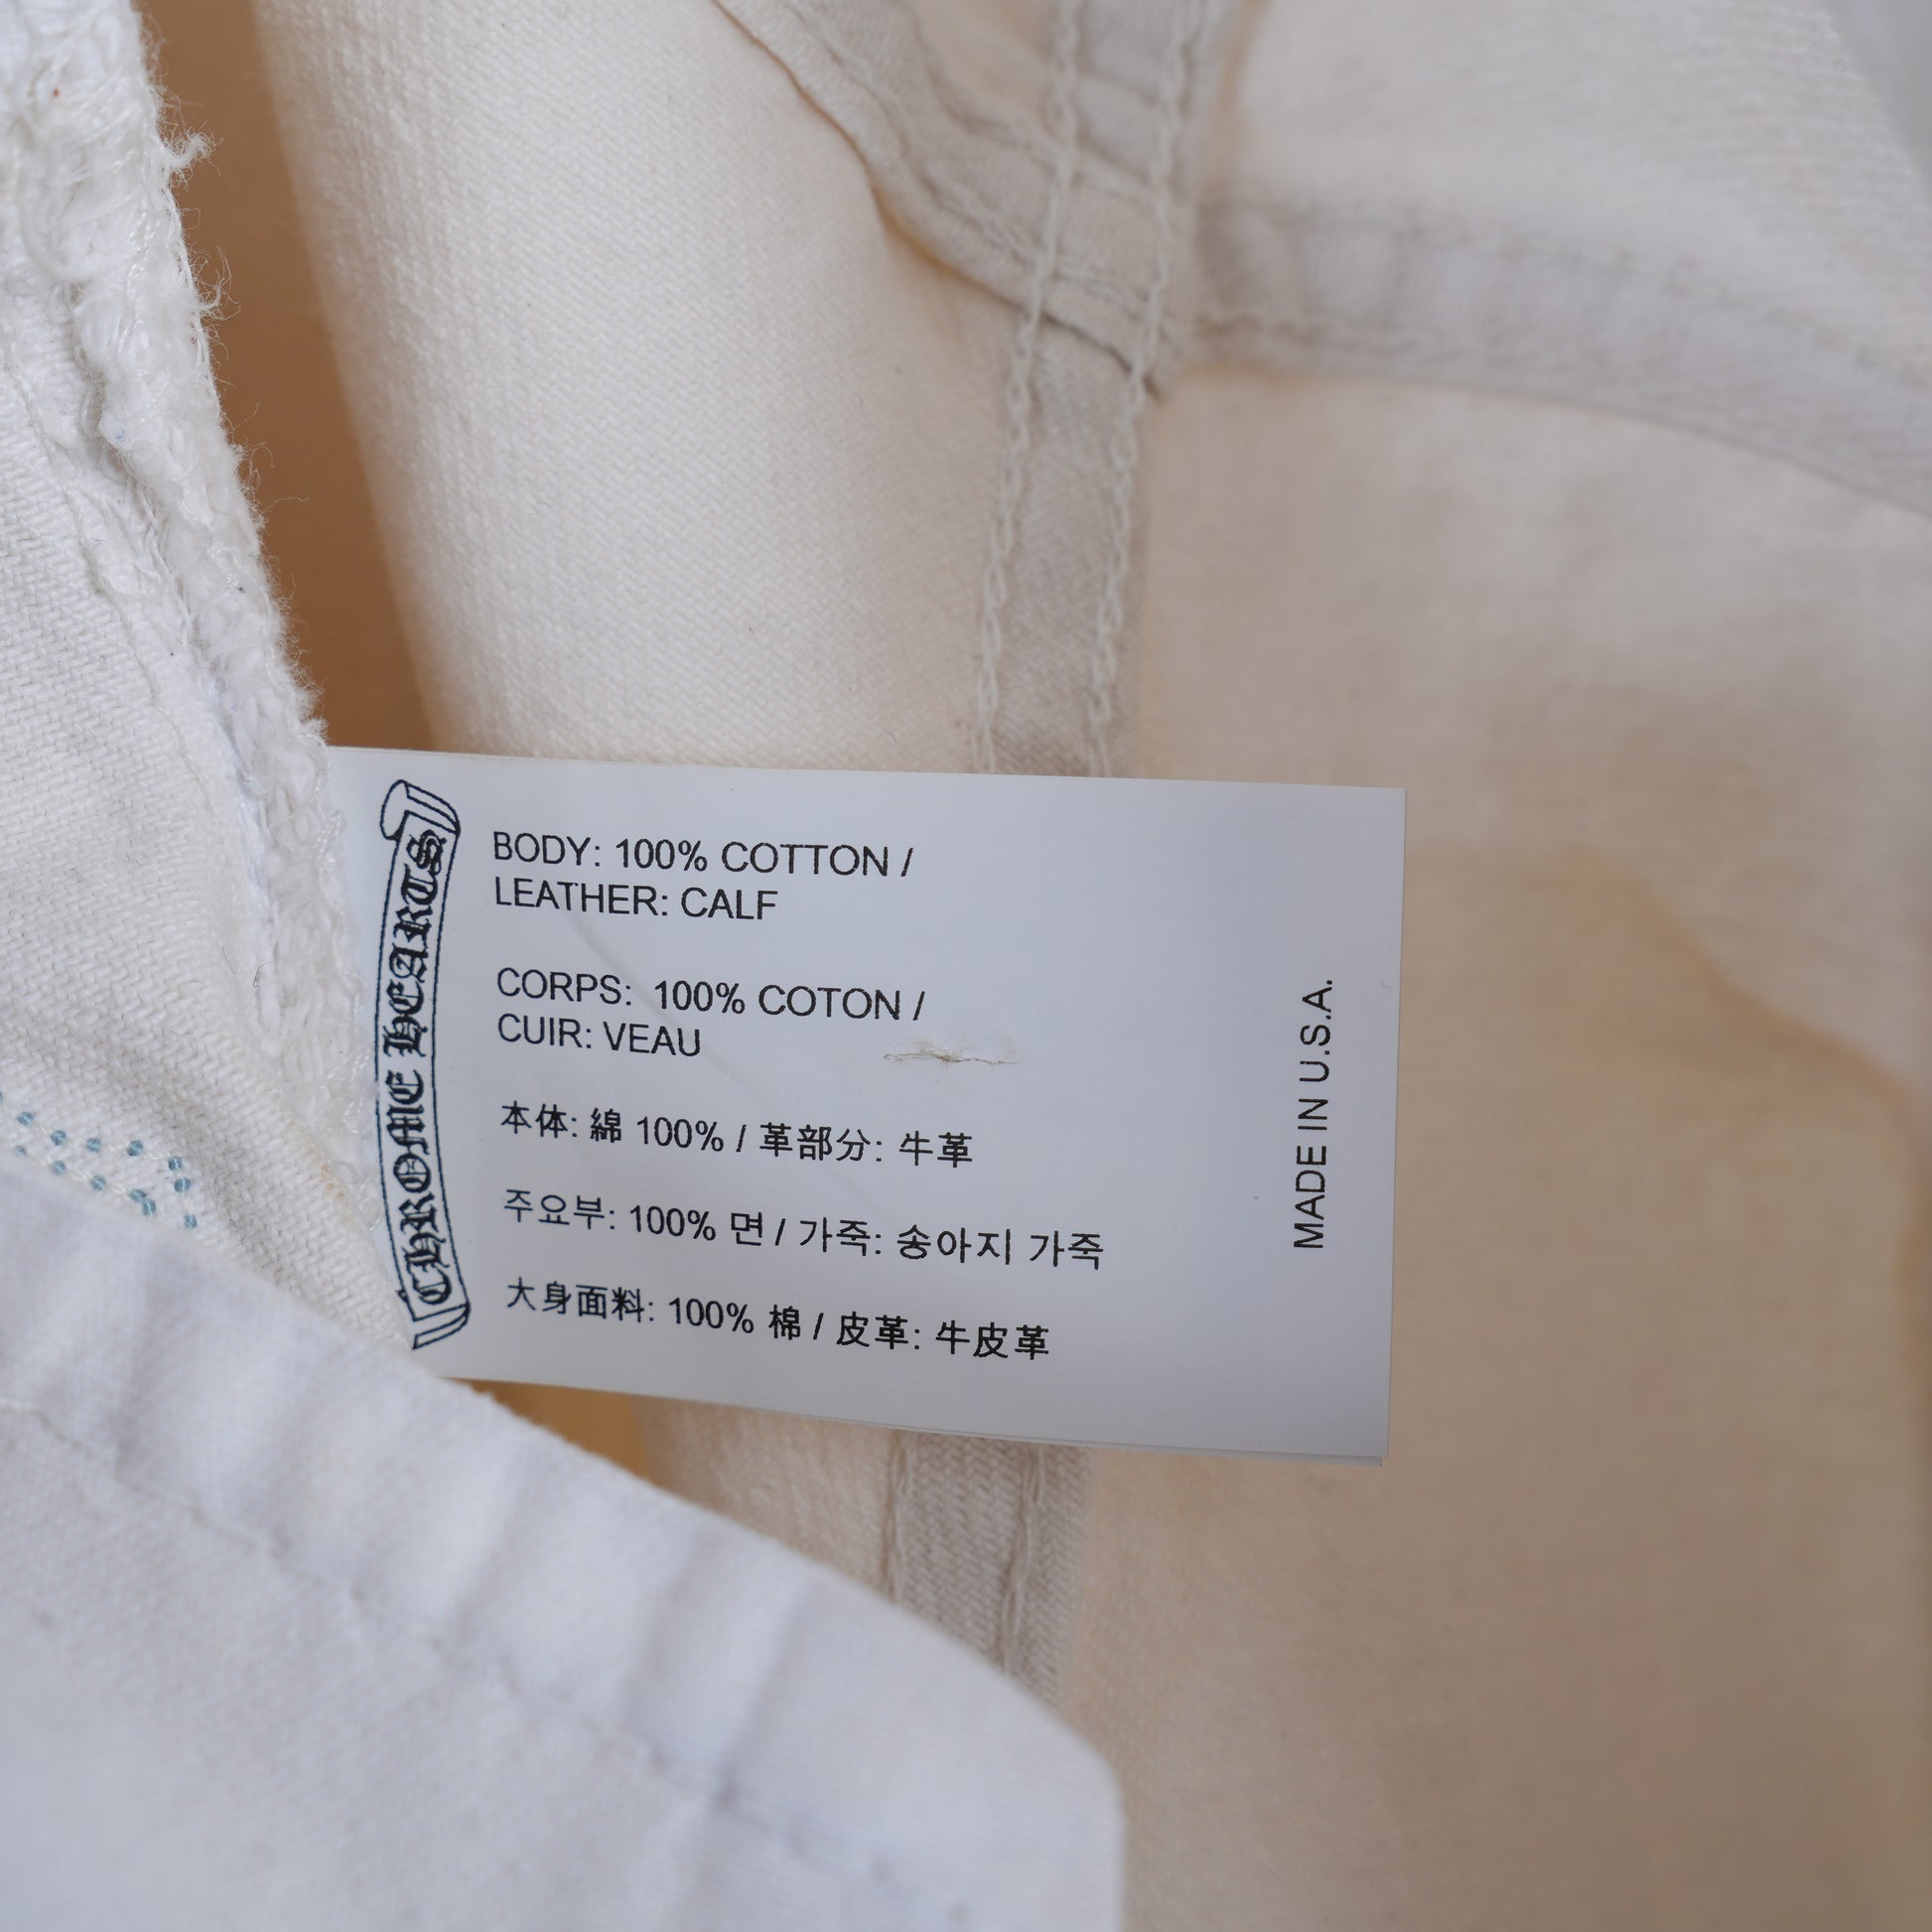 CHROME HEARTS
BODY: 100% COTTON /
LEATHER: CALF
CORPS: 100% COTON /
CUIR: VEAU
本体: 綿 100% / 革部分: 牛革
주요부: 100% 면 / 가죽: 송아지 가죽
大身面料: 100% 棉 / 皮革: 牛皮革
MADE IN U.S.A.